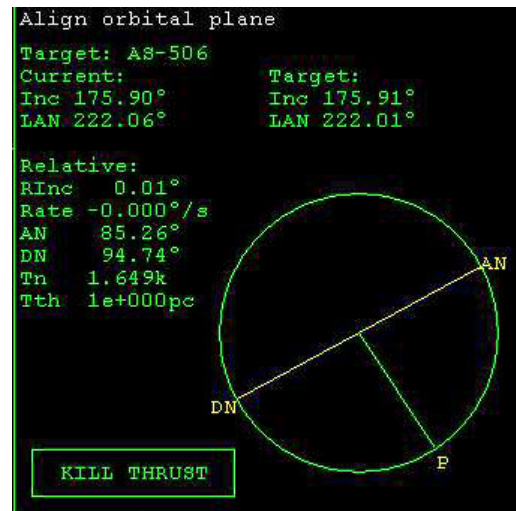 Align orbital plane
Target: AS-506
Current: Target:
Inc 175.90° Inc 175.91°
LAN 222.06° LAN 222.01°
Relative:
RInc 0.01°
Rate -0.000°/s
AN 85.26°
DN 94.74°
Tn 1.649k
Tth 1e+000pc
AN
DN
P
KILL THRUST